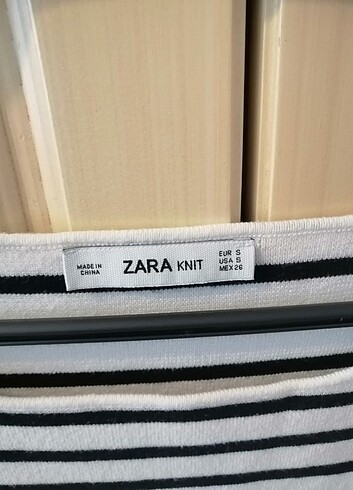 MADE IN
CHINA
ZARA KNIT
EUR S
USA S
MEX 26